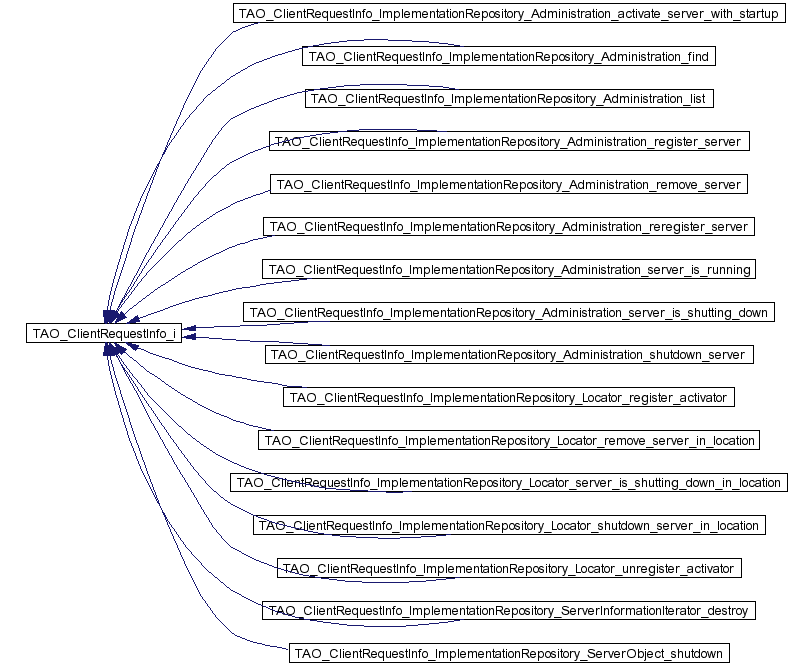 TAO_ClientRequestInfo_ImplementationRepository_Administration_activate_server_with_startup
TAO_ClientRequestInfo_ImplementationRepository_Administration_find
TAO_ClientRequestInfo_ImplementationRepository_Administration_list
TAO_ClientRequestInfo_ImplementationRepository_Administration_register_server
TAO_ClientRequestInfo_ImplementationRepository_Administration_remove_server
TAO_ClientRequestInfo_ImplementationRepository_Administration_reregister_server
TAO_ClientRequestInfo_ImplementationRepository_Administration_server_is_running
TAO_ClientRequestInfo_ImplementationRepository_Administration_server_is_shutting_down
TAO_ClientRequestInfo_i
TAO_ClientRequestInfo_ImplementationRepository_Administration_shutdown_server
TAO_ClientRequestInfo_ImplementationRepository_Locator_register_activator
TAO_ClientRequestInfo_ImplementationRepository_Locator_remove_server_in_location
TAO_ClientRequestInfo_ImplementationRepository_Locator_server_is_shutting_down_in_location
TAO_ClientRequestInfo_ImplementationRepository_Locator_shutdown_server_in_location
TAO_ClientRequestInfo_ImplementationRepository_Locator_unregister_activator
TAO_ClientRequestInfo_ImplementationRepository_ServerInformationIterator_destroy
TAO_ClientRequestInfo_ImplementationRepository_ServerObject_shutdown